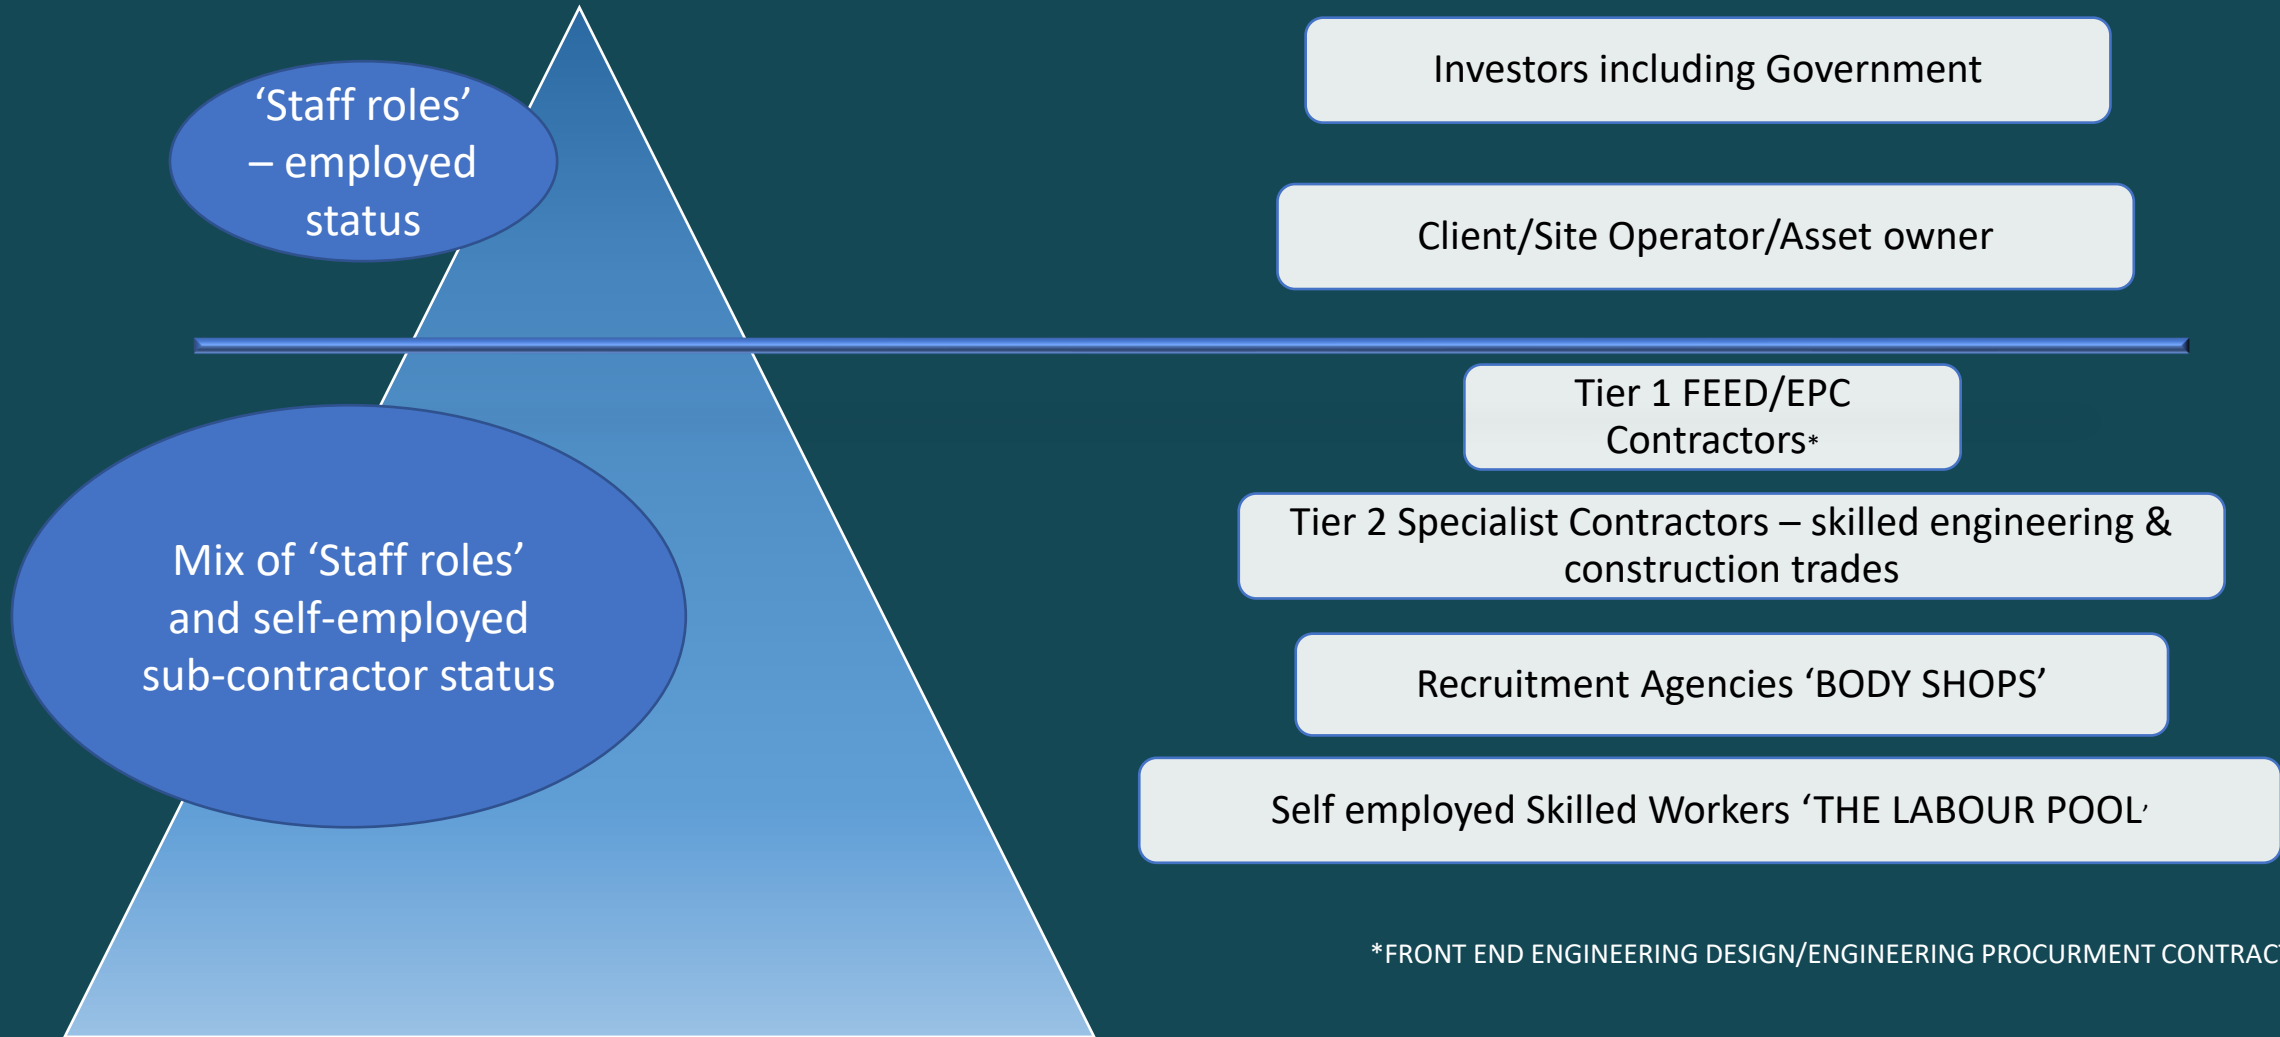 ‘Staff roles’
– employed
status
Investors including Government
Client/Site Operator/Asset owner
Mix of ‘Staff roles’
and self-employed
sub-contractor status
Tier 1 FEED/EPC
Contractors*
Tier 2 Specialist Contractors – skilled engineering &
construction trades
Recruitment Agencies ‘BODY SHOPS’
Self employed Skilled Workers ‘THE LABOUR POOL’
*FRONT END ENGINEERING DESIGN/ENGINEERING PROCURMENT CONTRACT